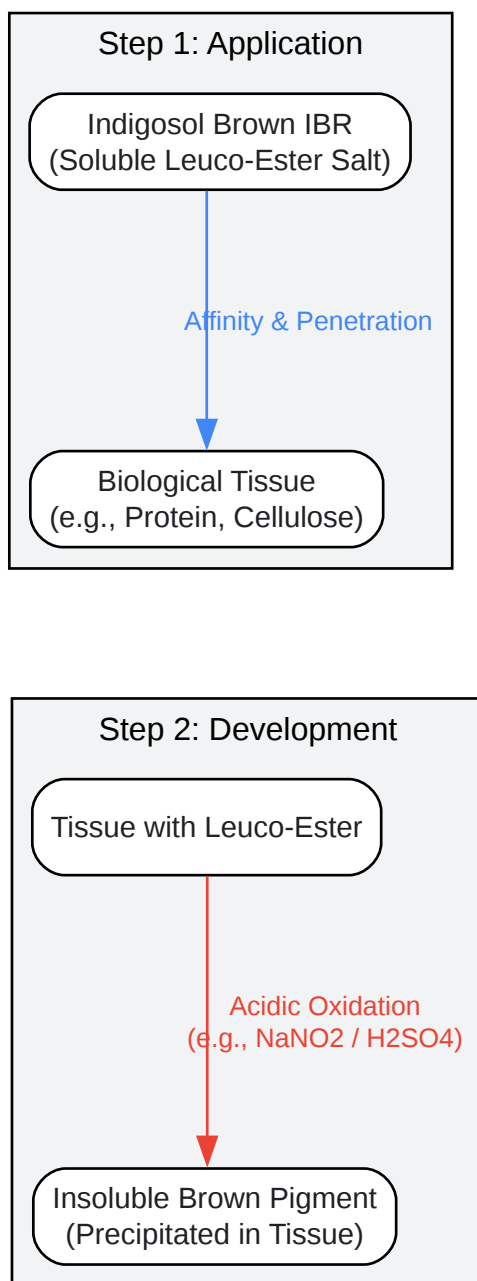 Step 1: Application
Indigosol Brown IBR
(Soluble Leuco-Ester Salt)
Affinity & Penetration
Biological Tissue
(e.g., Protein, Cellulose)
Step 2: Development
Tissue with Leuco-Ester
Acidic Oxidation
(e.g., NaNO2 / H2SO4)
Insoluble Brown Pigment
(Precipitated in Tissue)